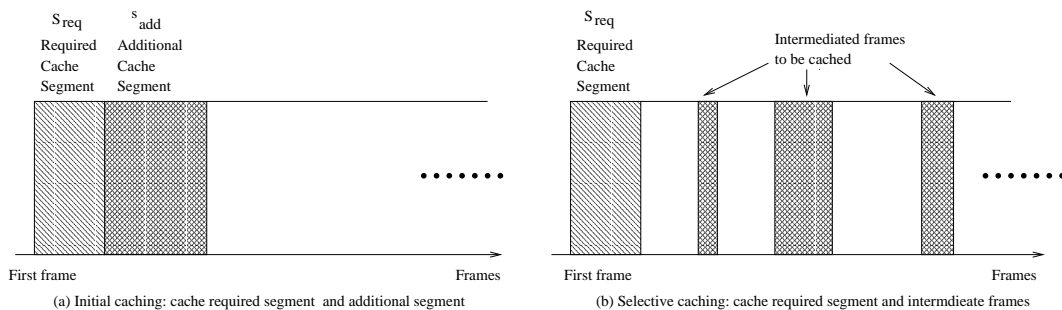 S req
Required
Cache
Segment
s add
Additional
Cache
Segment
First frame
Frames
(a) Initial caching: cache required segment and additional segment
S req
Required
Cache
Segment
Intermediated frames
to be cached
First frame
Frames
(b) Selective caching: cache required segment and intermdieate frames